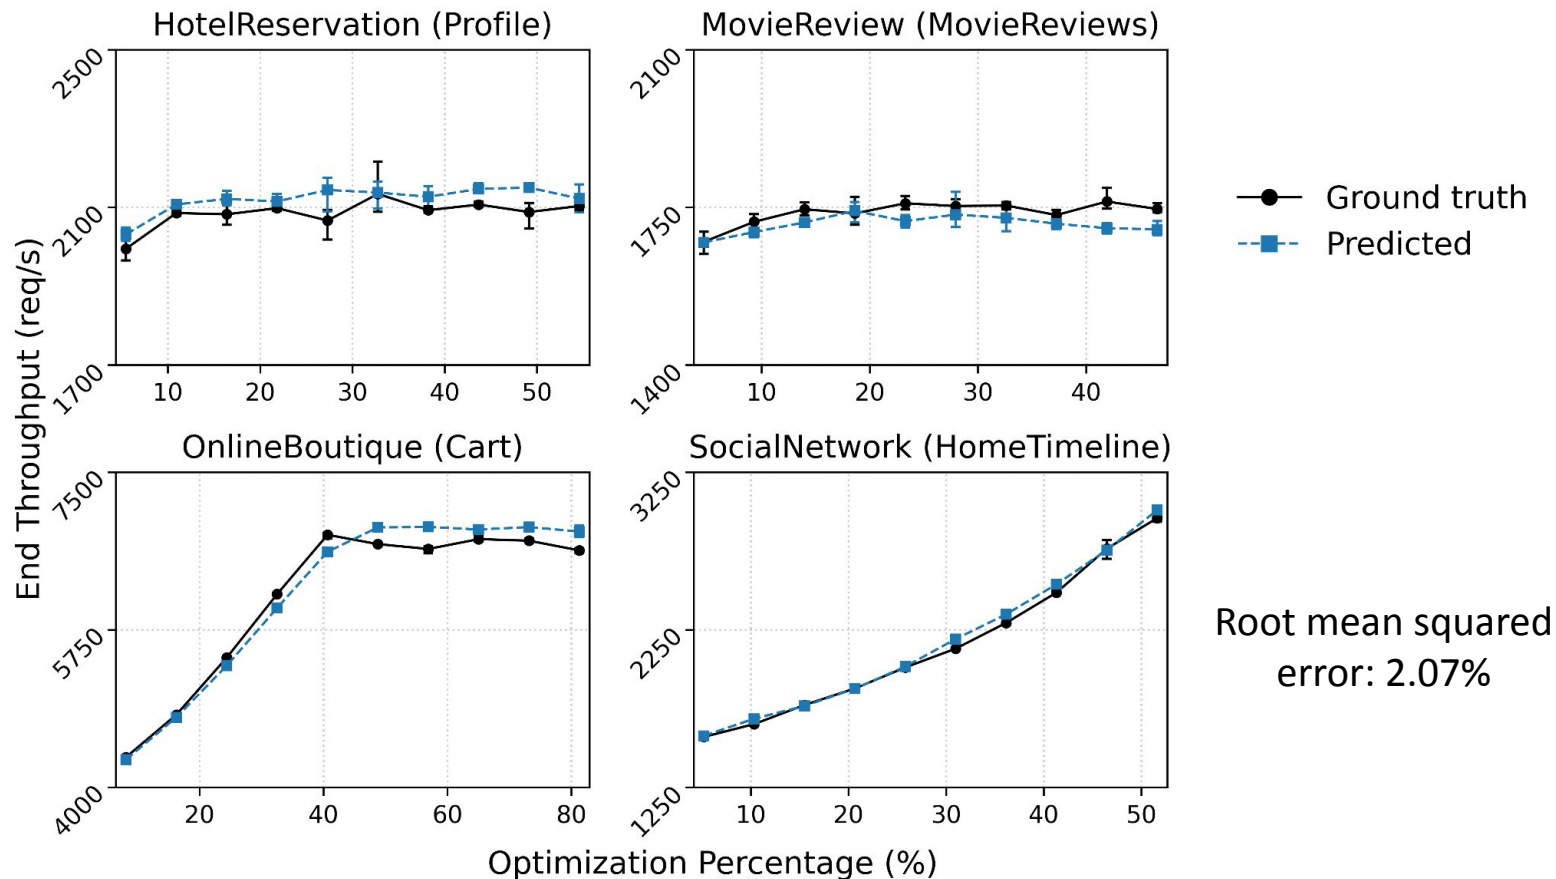 HotelReservation (Profile)
MovieReview (MovieReviews)
End Throughput (req/s)
2500
2100
1700
10 20 30 40 50
2100
1750
1400
10 20 30 40
Ground truth
Predicted
OnlineBoutique (Cart)
SocialNetwork (HomeTimeline)
7500
5750
4000
20 40 60 80
3250
2250
1250
10 20 30 40 50
Optimization Percentage (%)
Root mean squared
error: 2.07%